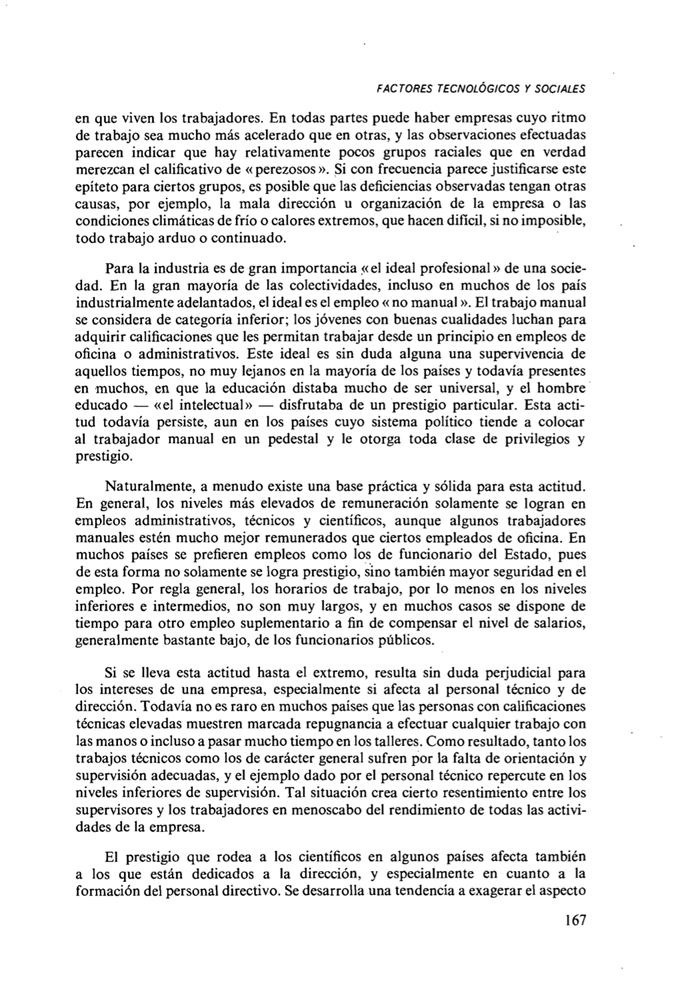 FACTORES TECNOLÓGICOS Y SOCIALES
en que viven los trabajadores. En todas partes puede haber empresas cuyo ritmo
de trabajo sea mucho más acelerado que en otras, y las observaciones efectuadas
parecen indicar que hay relativamente pocos grupos raciales que en verdad
merezcan el calificativo de « perezosos ». Si con frecuencia parece justificarse este
epíteto para ciertos grupos, es posible que las deficiencias observadas tengan otras
causas, por ejemplo, la mala dirección u organización de la empresa o las
condiciones climáticas de frío o calores extremos, que hacen difícil, si no imposible,
todo trabajo arduo o continuado.
Para la industria es de gran importancia « el ideal profesional » de una socie-
dad. En la gran mayoría de las colectividades, incluso en muchos de los país
industrialmente adelantados, el ideal es el empleo « no manual ». El trabajo manual
se considera de categoría inferior; los jóvenes con buenas cualidades luchan para
adquirir calificaciones que les permitan trabajar desde un principio en empleos de
oficina o administrativos. Este ideal es sin duda alguna una supervivencia de
aquellos tiempos, no muy lejanos en la mayoría de los países y todavía presentes
en muchos, en que la educación distaba mucho de ser universal, y el hombre
educado — «el intelectual» — disfrutaba de un prestigio particular. Esta acti-
tud todavía persiste, aun en los países cuyo sistema político tiende a colocar
al trabajador manual en un pedestal y le otorga toda clase de privilegios y
prestigio.
Naturalmente, a menudo existe una base práctica y sólida para esta actitud.
En general, los niveles más elevados de remuneración solamente se logran en
empleos administrativos, técnicos y científicos, aunque algunos trabajadores
manuales estén mucho mejor remunerados que ciertos empleados de oficina. En
muchos países se prefieren empleos como los de funcionario del Estado, pues
de esta forma no solamente se logra prestigio, sino también mayor seguridad en el
empleo. Por regla general, los horarios de trabajo, por lo menos en los niveles
inferiores e intermedios, no son muy largos, y en muchos casos se dispone de
tiempo para otro empleo suplementario a fin de compensar el nivel de salarios,
generalmente bastante bajo, de los funcionarios públicos.
Si se lleva esta actitud hasta el extremo, resulta sin duda perjudicial para
los intereses de una empresa, especialmente si afecta al personal técnico y de
dirección. Todavía no es raro en muchos países que las personas con calificaciones
técnicas elevadas muestren marcada repugnancia a efectuar cualquier trabajo con
las manos o incluso a pasar mucho tiempo en los talleres. Como resultado, tanto los
trabajos técnicos como los de carácter general sufren por la falta de orientación y
supervisión adecuadas, y el ejemplo dado por el personal técnico repercute en los
niveles inferiores de supervisión. Tal situación crea cierto resentimiento entre los
supervisores y los trabajadores en menoscabo del rendimiento de todas las activi-
dades de la empresa.
El prestigio que rodea a los científicos en algunos países afecta también
a los que están dedicados a la dirección, y especialmente en cuanto a la
formación del personal directivo. Se desarrolla una tendencia a exagerar el aspecto
167